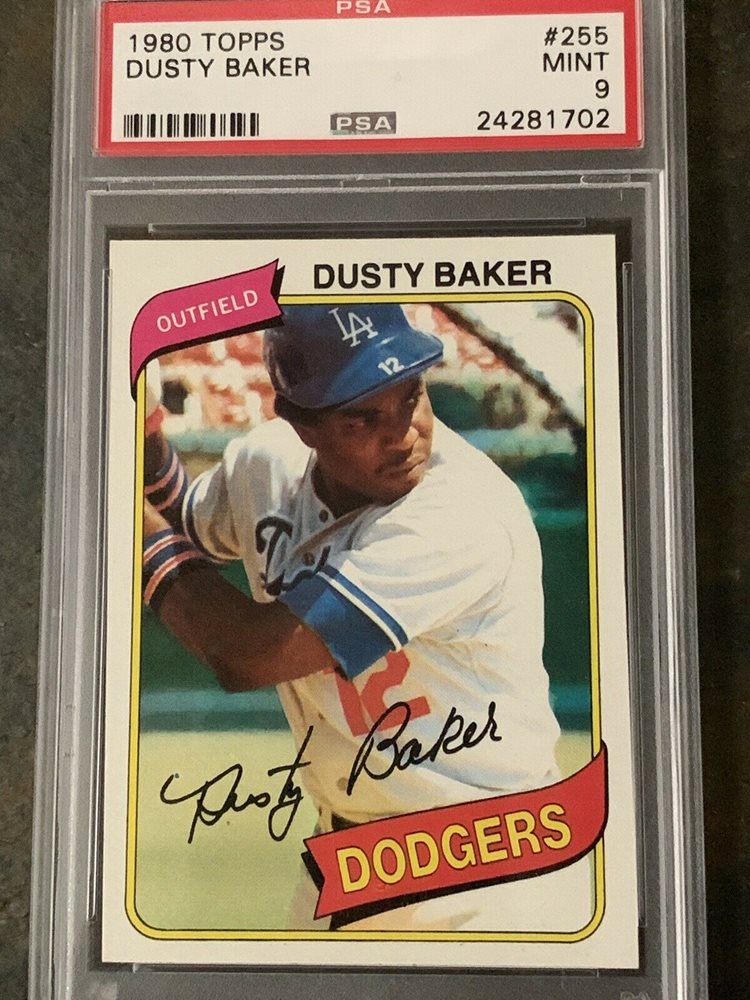 PSA
1980 TOPPS #255
DUSTY BAKER MINT
9
PSA 24281702
DUSTY BAKER
OUTFIELD
LA
12
D
12
Dusty Baker
DODGERS